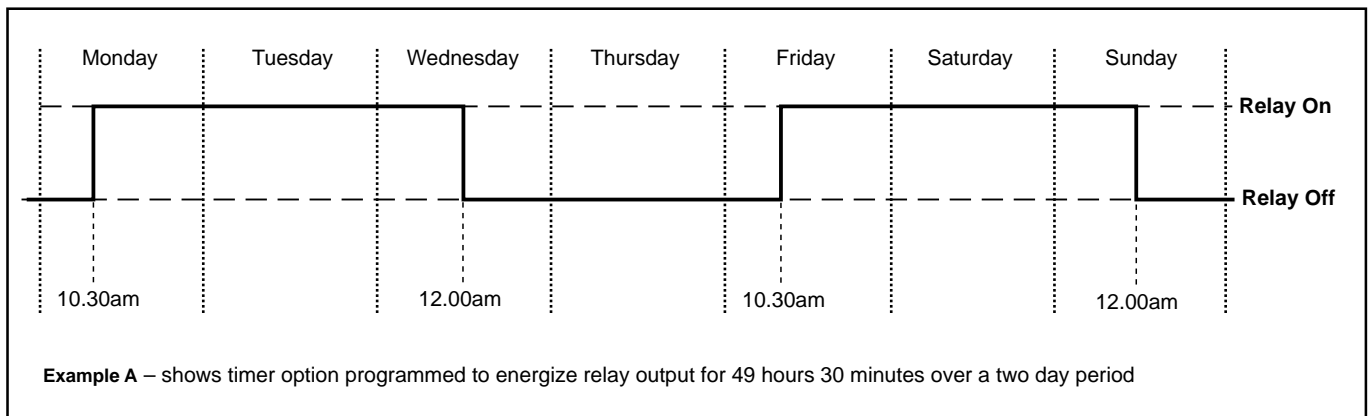 Monday Tuesday Wednesday Thursday Friday Saturday Sunday
Relay On
Relay Off
10.30am 12.00am 10.30am 12.00am
Example A – shows timer option programmed to energize relay output for 49 hours 30 minutes over a two day period